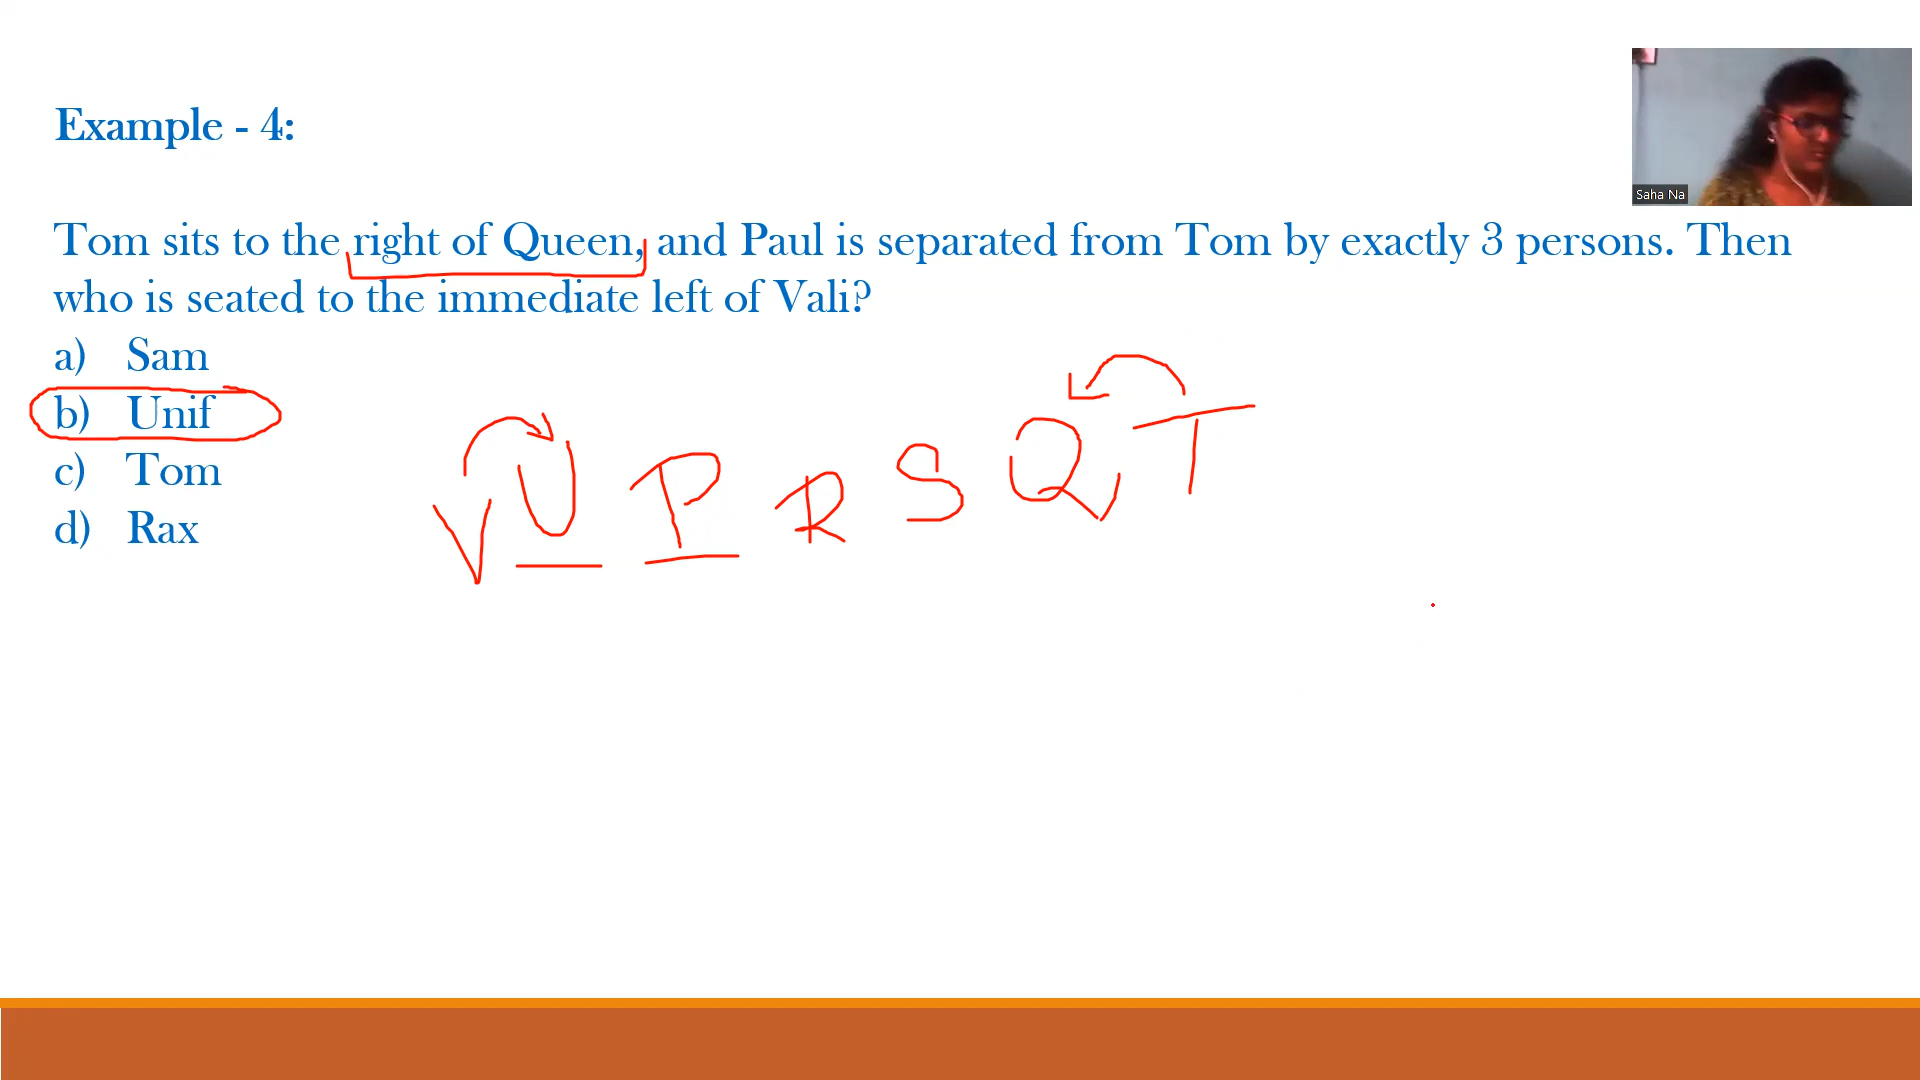 Saha Na
Example - 4:
Tom sits to the right of Queen, and Paul is separated from Tom by exactly 3 persons. Then
who is seated to the immediate left of Vali?
a) Sam
b) Unif
c) Tom
d) Rax
V U P R S Q T